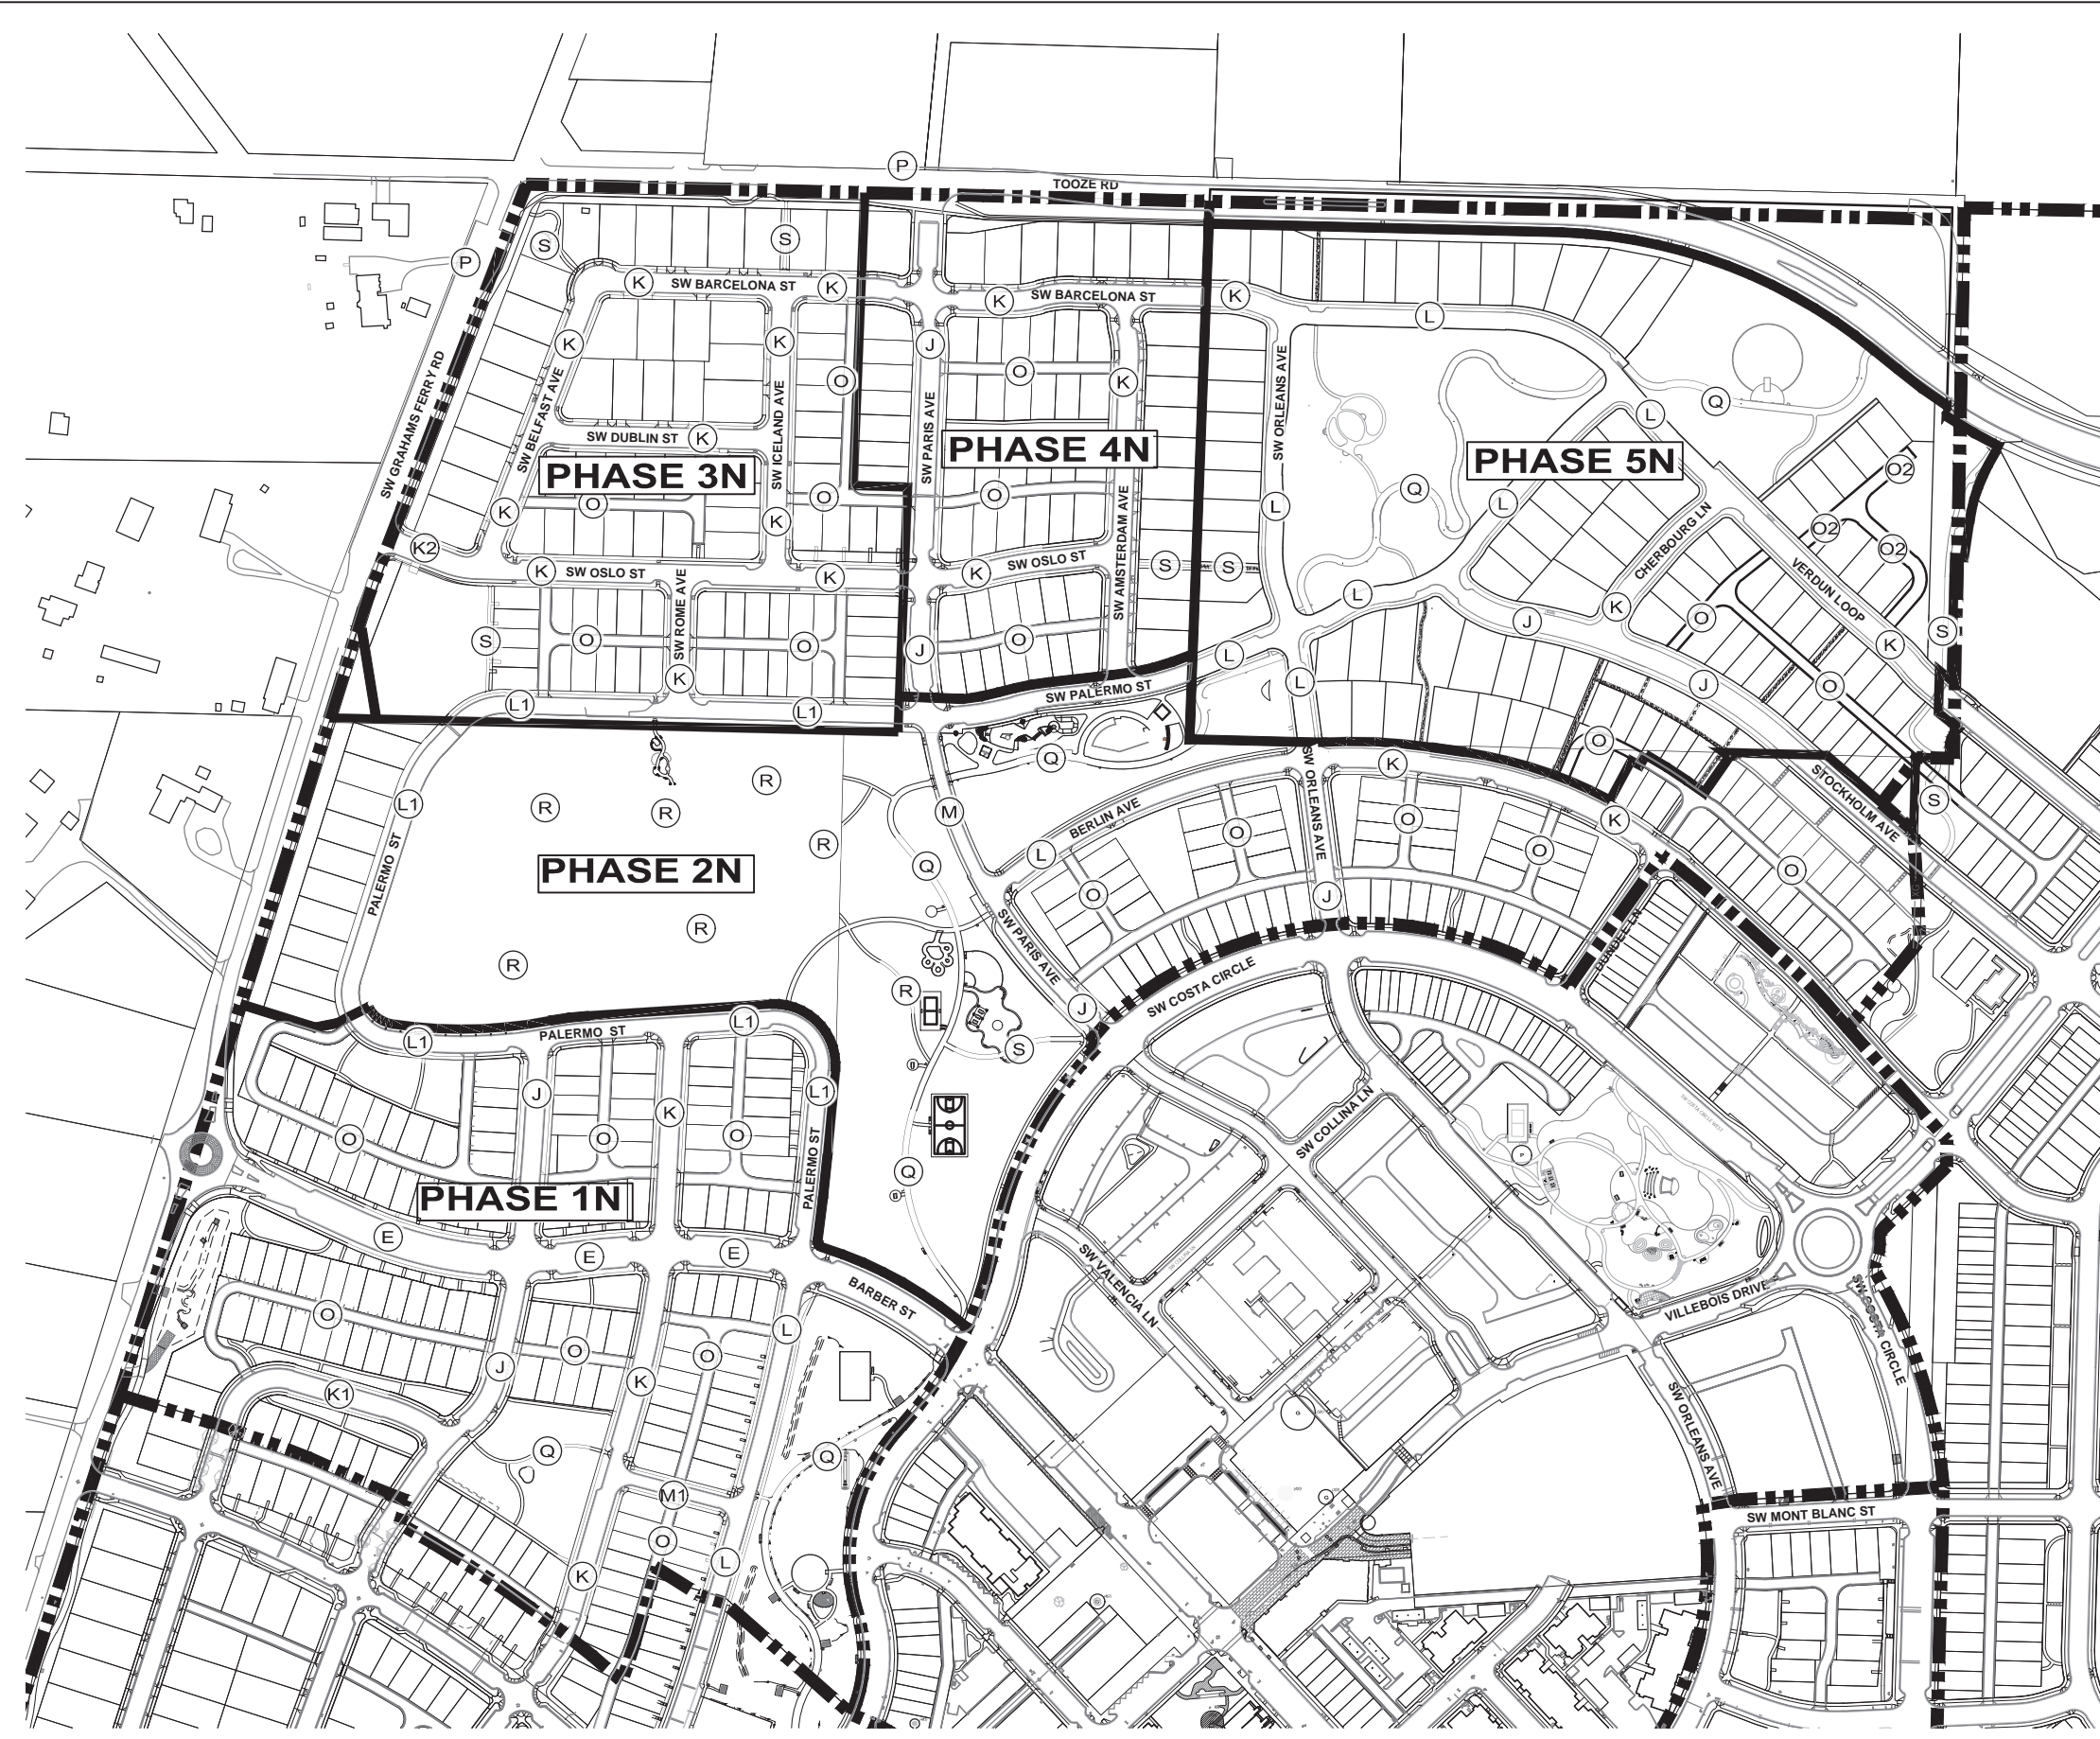 P
TOOZE RD
S
S
P
K
SW BARCELONA ST
K
K
SW BARCELONA ST
K
L
K
K
J
O
O
K
SW GRAHAMS FERRY RD
SW BELFAST AVE
SW ICELAND AVE
SW PARIS AVE
SW ORLEANS AVE
L
Q
SW DUBLIN ST
K
PHASE 3N
PHASE 4N
PHASE 5N
O2
O
O
O
Q
L
L
K
K
K2
SW AMSTERDAM AVE
CHERBOURG LN
O2
O2
VERDUN LOOP
K
SW OSLO ST
K
K
SW OSLO ST
S
S
L
K
O
J
S
K
S
O
SW ROME AVE
O
J
O
L
K
L
J
O
L1
L1
SW PALERMO ST
O
Q
K
SW ORLEANS AVE
STOCKHOLM AVE
S
R
R
R
R
L1
PALERMO ST
M
BERLIN AVE
L
O
O
O
O
K
O
PHASE 2N
Q
R
R
SW PARIS AVE
J
J
DUNDEE LN
SW COSTA CIRCLE
R
S
L1
PALERMO ST
L1
L1
J
K
O
O
O
PALERMO ST
Q
PHASE 1N
E
E
E
BARBER ST
SW COLLINA LN
SW COSTA CIRCLE WEST
P
SW VALENCIA LN
VILLEBOIS DRIVE
SW COSTA CIRCLE
O
O
O
L
J
K
K1
Q
Q
M1
O
L
K
SW ORLEANS AVE
SW MONT BLANC ST